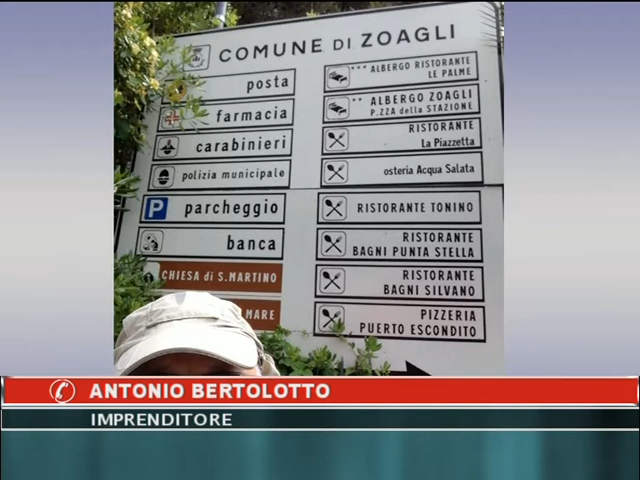 COMUNE DI ZOAGLI
posta
farmacia
carabinieri
polizia municipale
P parcheggio
banca
CHIESA di S.MARTINO
MARE
*** ALBERGO RISTORANTE
LE PALME
** ALBERGO ZOAGLI
P.ZZA della STAZIONE
RISTORANTE
La PIAZZETTA
osteria Acqua Salata
RISTORANTE TONINO
RISTORANTE
BAGNI PUNTA STELLA
RISTORANTE
BAGNI SILVANO
PIZZERIA
PUERTO ESCONDITO
ANTONIO BERTOLOTTO
IMPRENDITORE